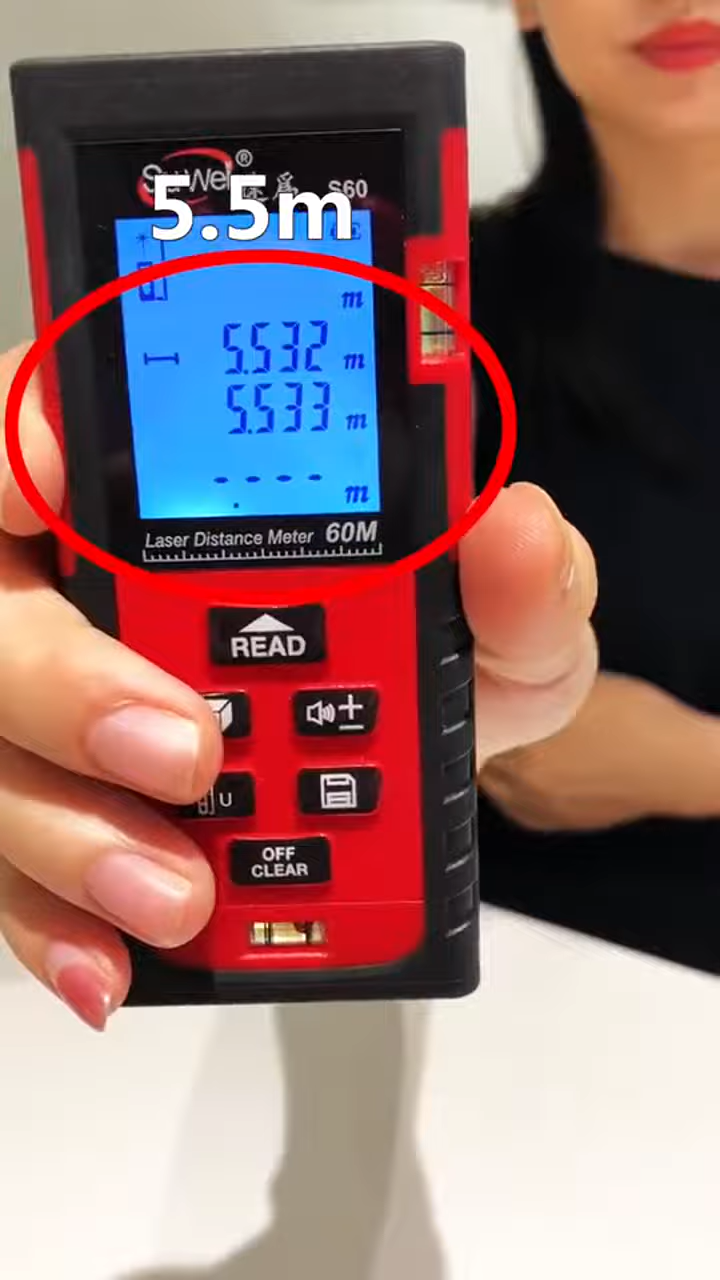 5.5m
S60
m
5.532 m
5.533 m
- - - -
m
Laser Distance Meter 60M
READ
U
OFF
CLEAR